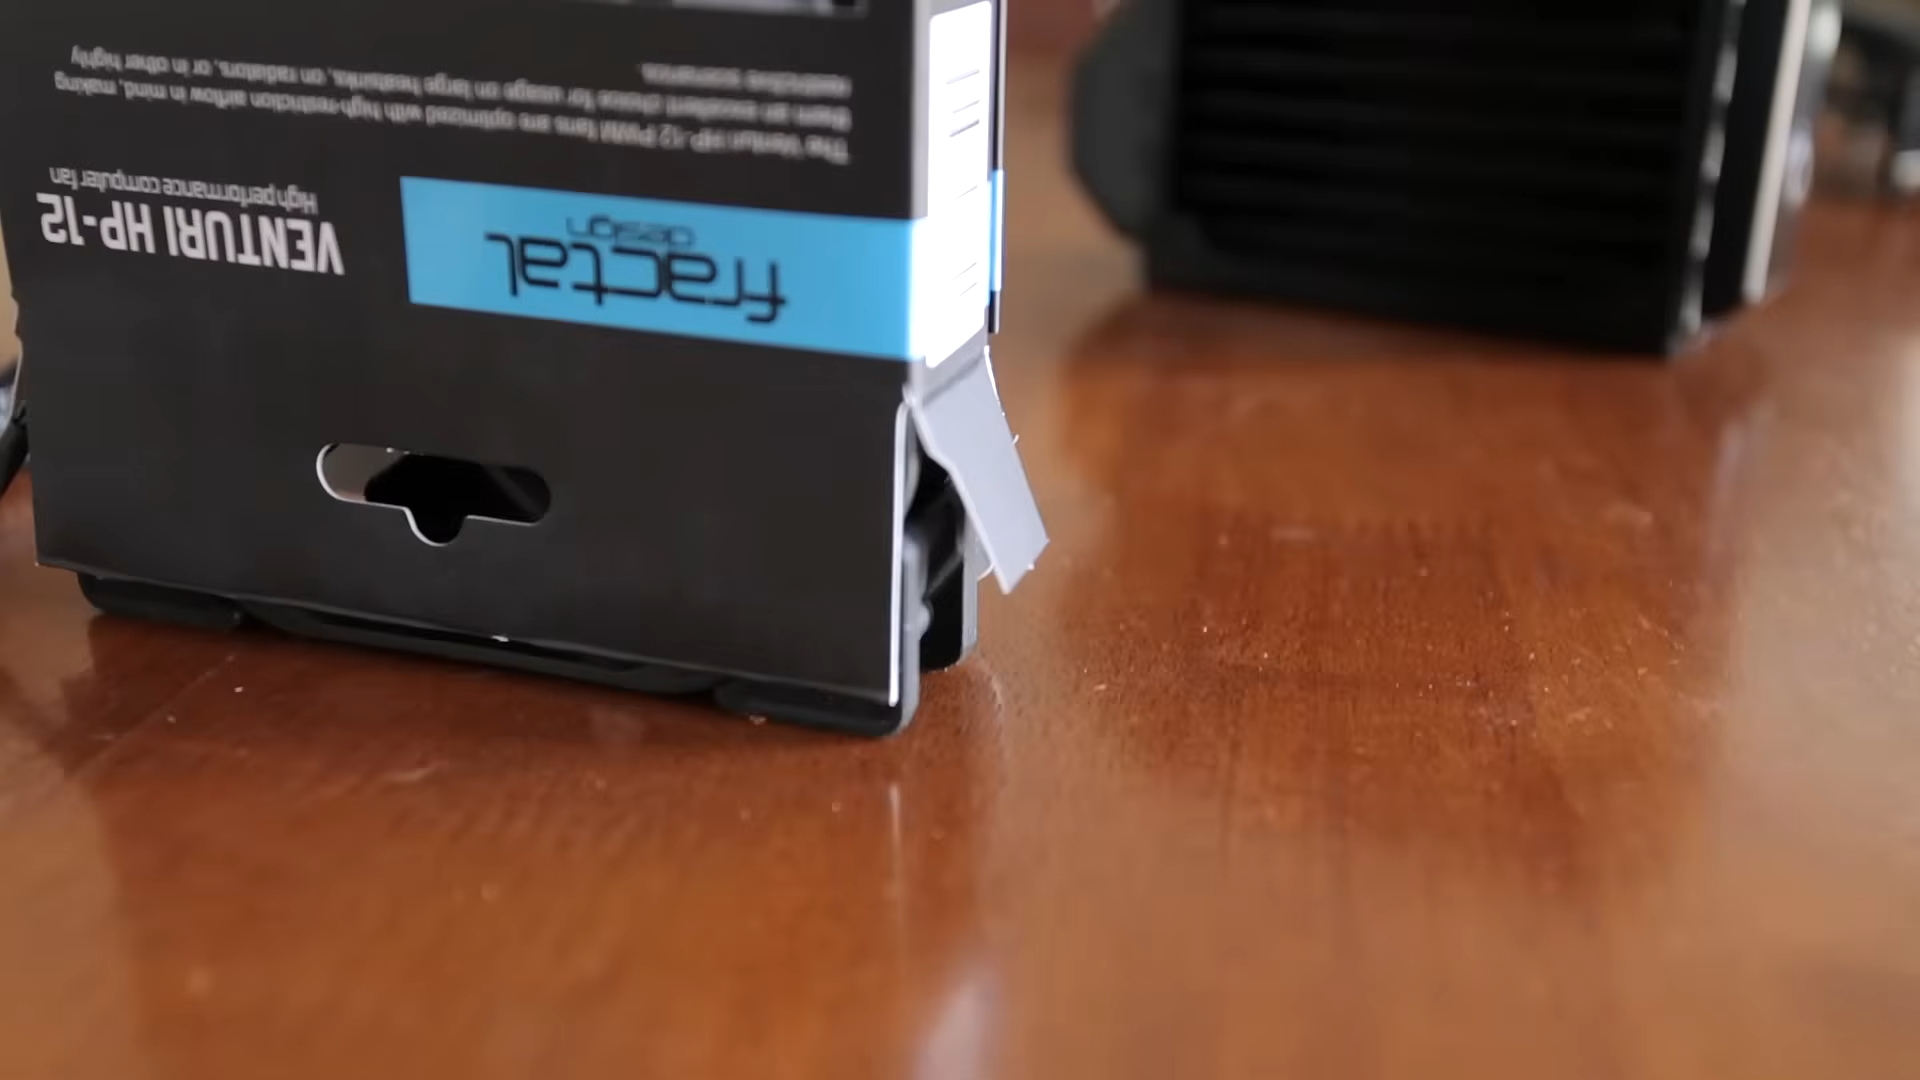 fractal
design
VENTURI HP-12
High performance computer fan
The Venturi HP-12 PWM fans are optimized with high-restriction airflow in mind, making
them an excellent choice for usage on large heatsinks, on radiators, or in other highly
restrictive scenarios.